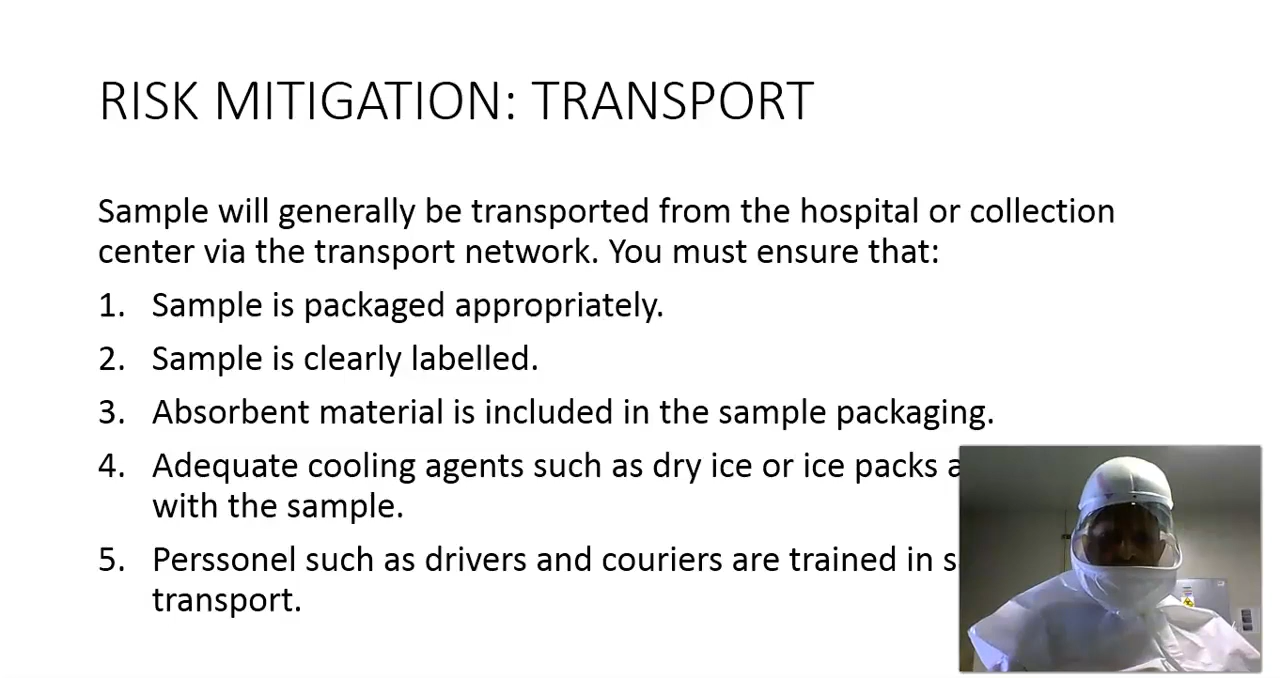 RISK MITIGATION: TRANSPORT
Sample will generally be transported from the hospital or collection
center via the transport network. You must ensure that:
1. Sample is packaged appropriately.
2. Sample is clearly labelled.
3. Absorbent material is included in the sample packaging.
4. Adequate cooling agents such as dry ice or ice packs
with the sample.
5. Perssonel such as drivers and couriers are trained in
transport.